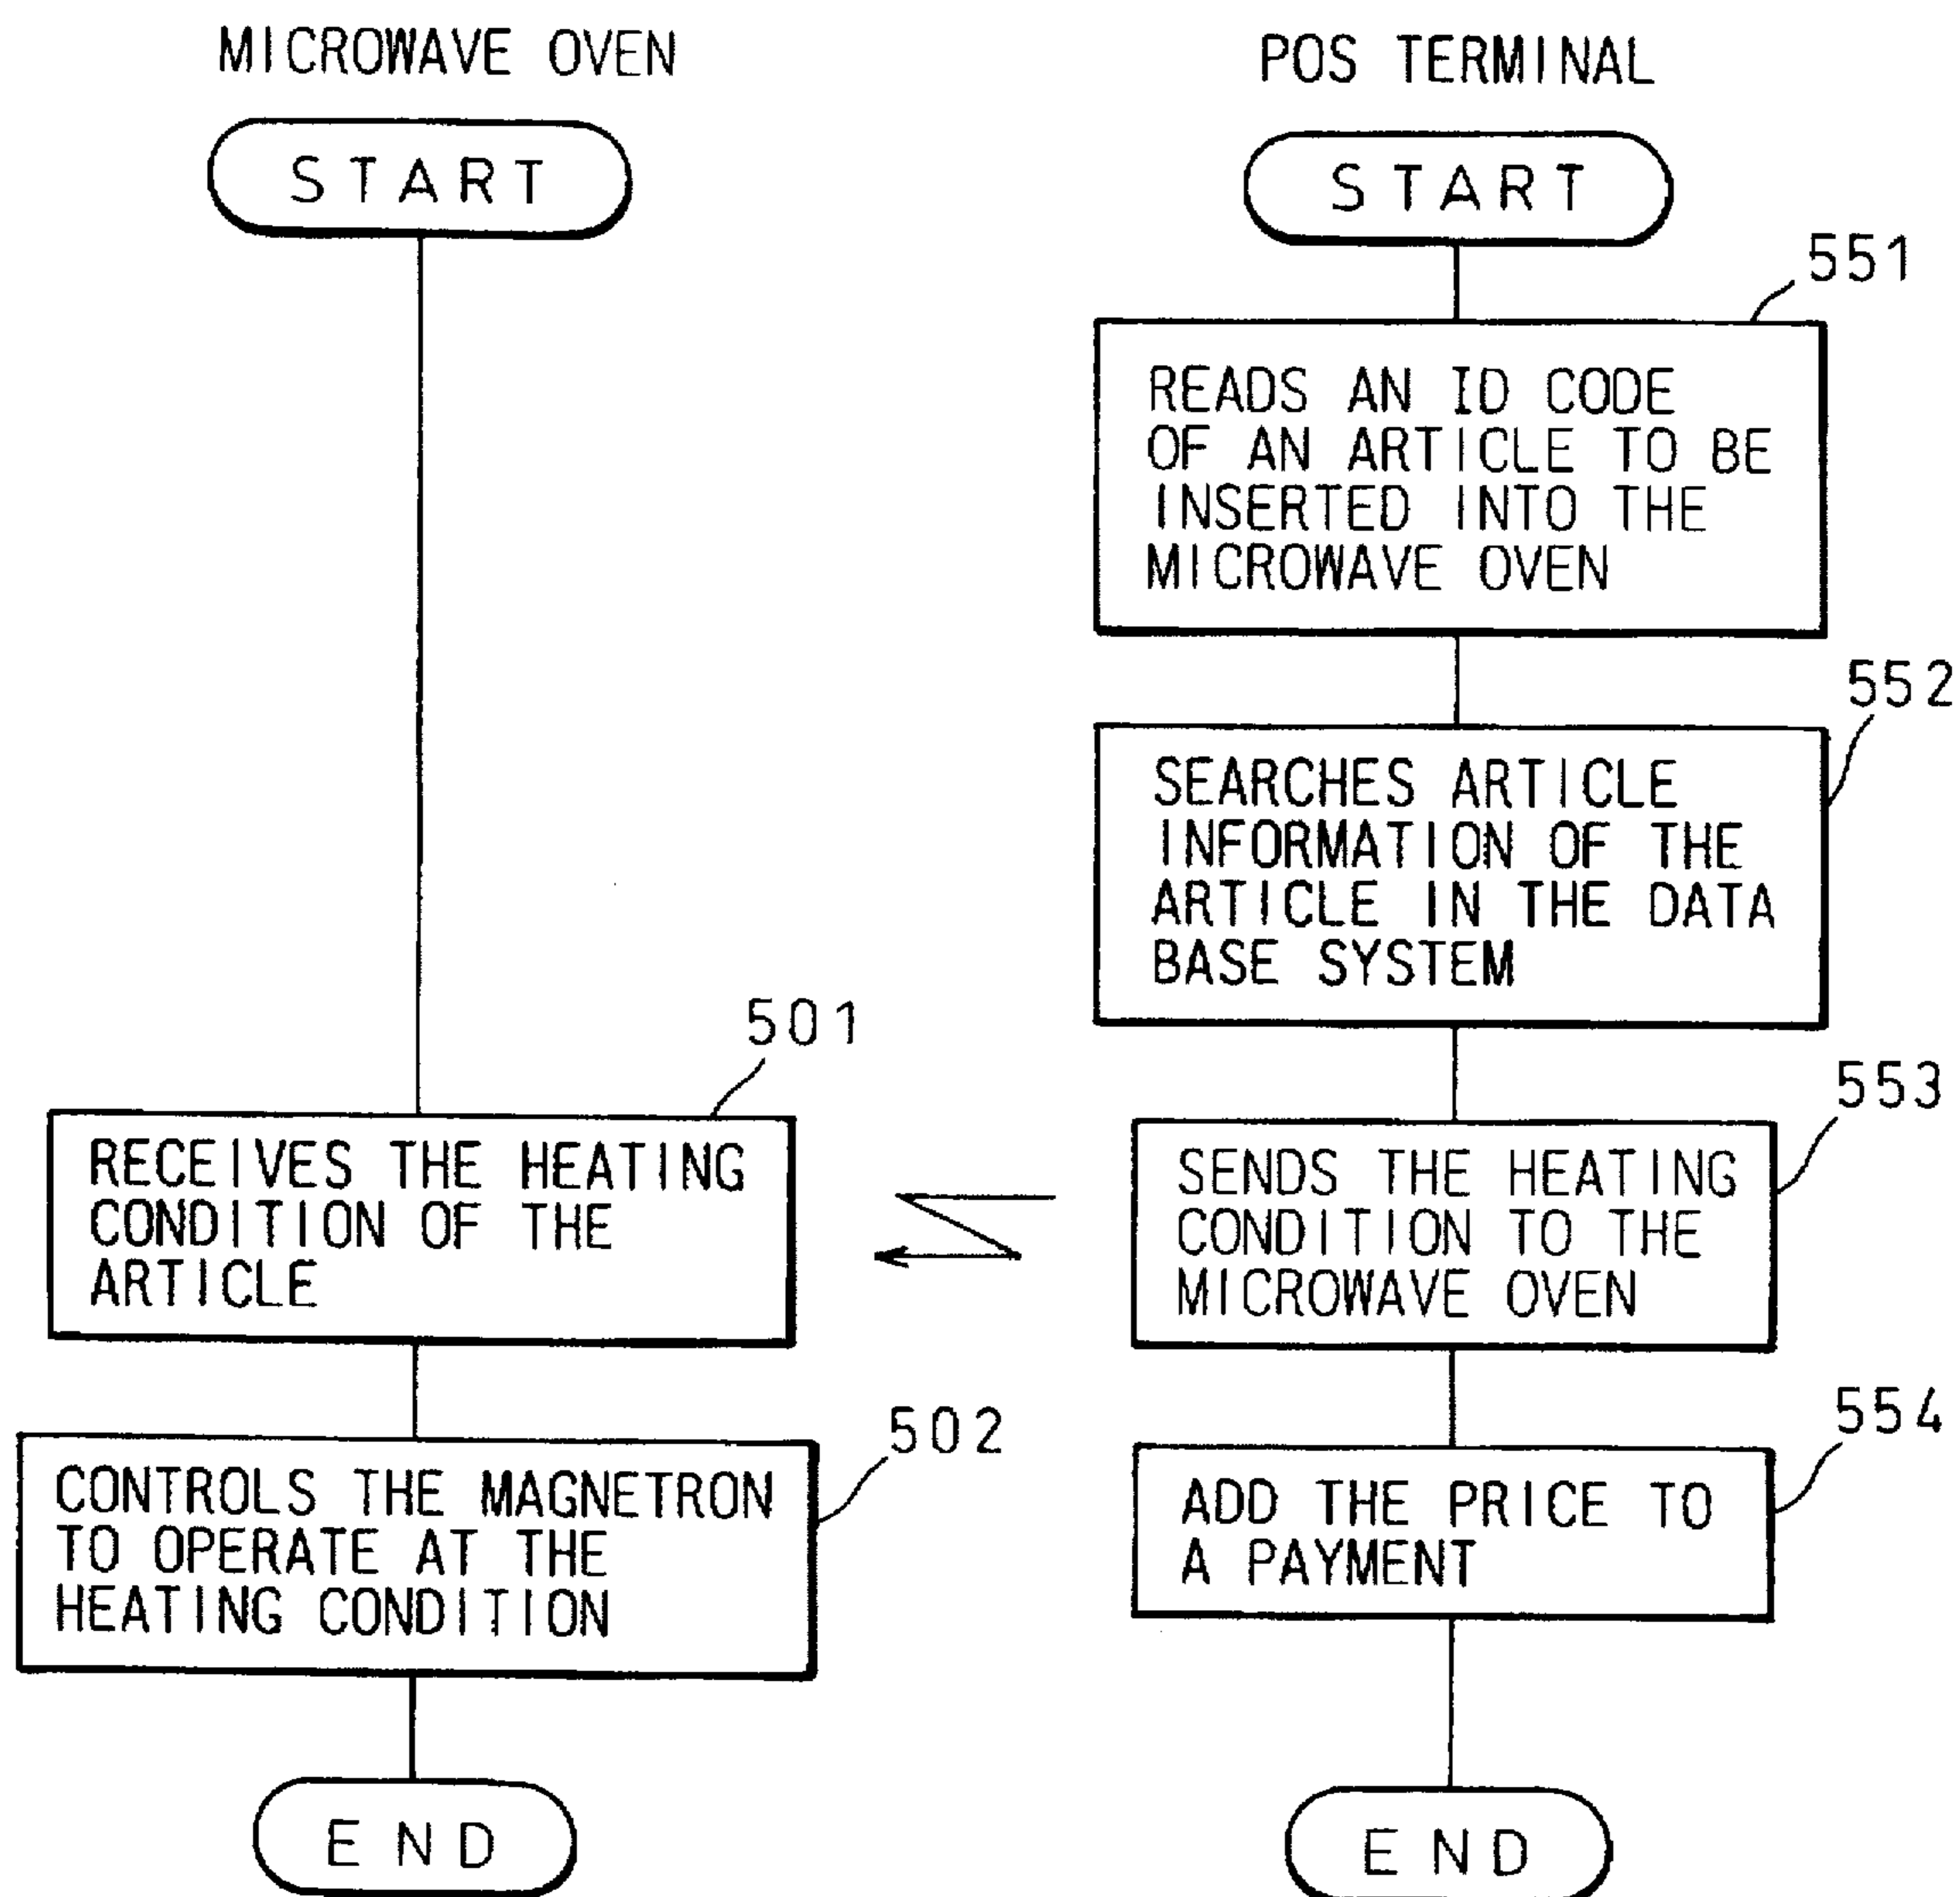 MICROWAVE OVEN
START
501
RECEIVES THE HEATING
CONDITION OF THE
ARTICLE
502
CONTROLS THE MAGNETRON
TO OPERATE AT THE
HEATING CONDITION
END
POS TERMINAL
START
551
READS AN ID CODE
OF AN ARTICLE TO BE
INSERTED INTO THE
MICROWAVE OVEN
552
SEARCHES ARTICLE
INFORMATION OF THE
ARTICLE IN THE DATA
BASE SYSTEM
553
SENDS THE HEATING
CONDITION TO THE
MICROWAVE OVEN
554
ADD THE PRICE TO
A PAYMENT
END